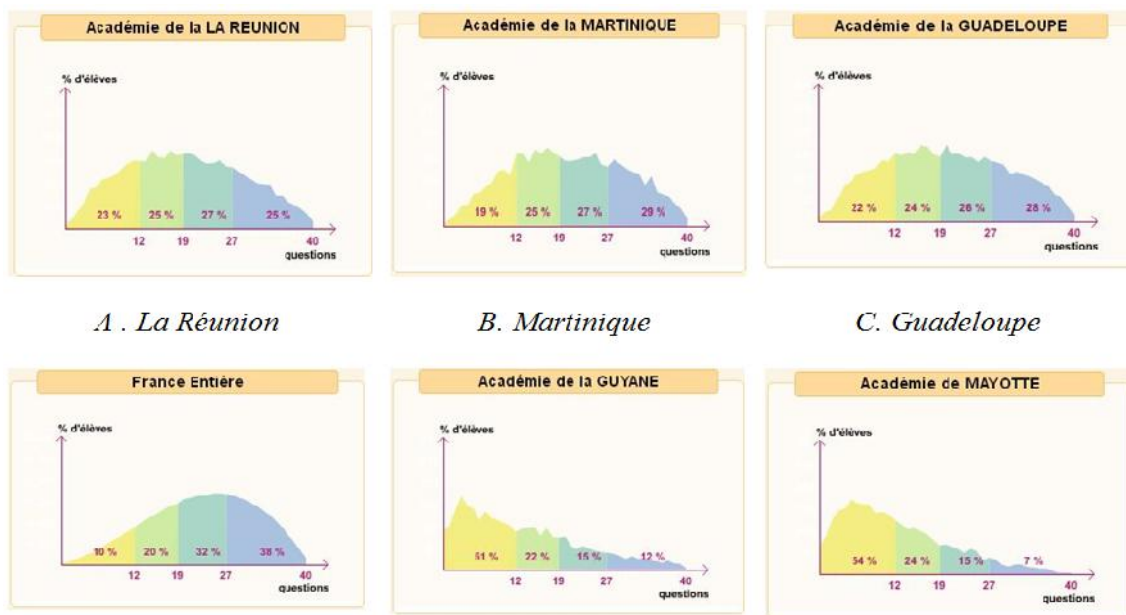 Académie de la LA REUNION
% d'élèves
23 % 25 % 27 % 25 %
12 19 27 40
questions
Académie de la MARTINIQUE
% d'élèves
19 % 25 % 27 % 29 %
12 19 27 40
questions
Académie de la GUADELOUPE
% d'élèves
22 % 24 % 26 % 28 %
12 19 27 40
questions
A . La Réunion
B. Martinique
C. Guadeloupe
France Entière
% d'élèves
10 % 20 % 32 % 38 %
12 19 27 40
questions
Académie de la GUYANE
% d'élèves
51 % 22 % 15 % 12 %
12 19 27 40
questions
Académie de MAYOTTE
% d'élèves
54 % 24 % 15 % 7 %
12 19 27 40
questions